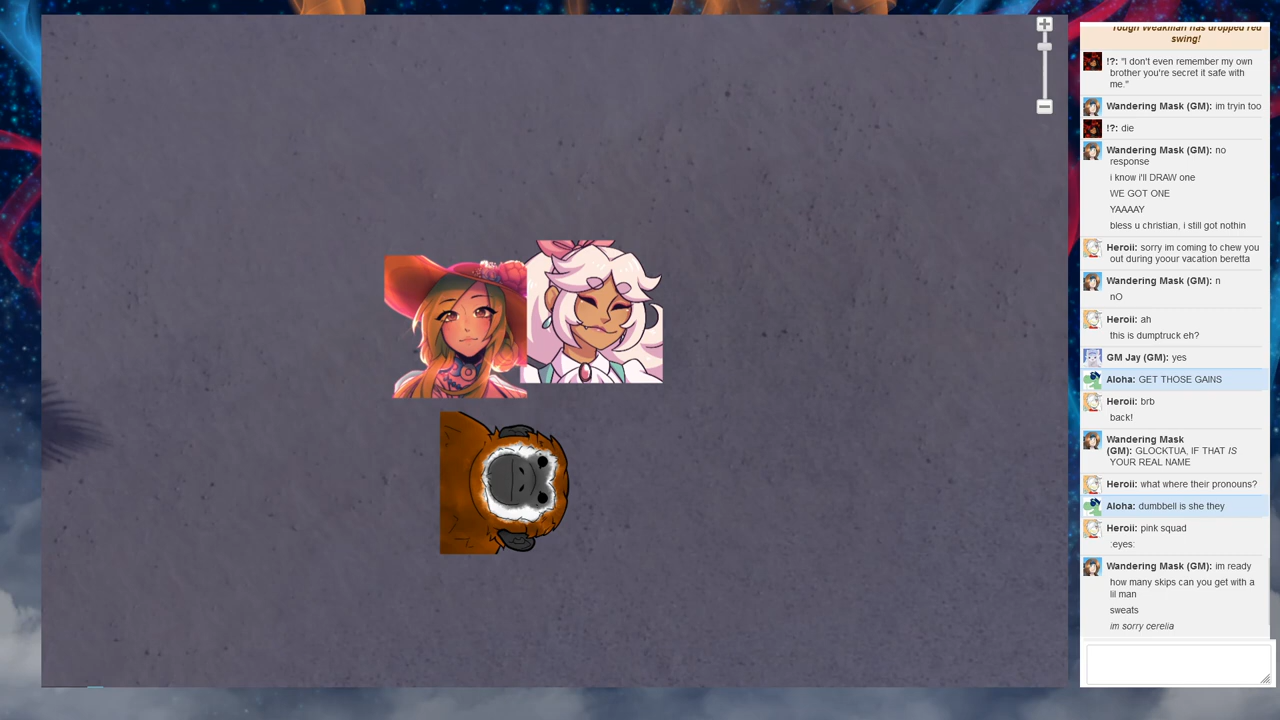 Tough Weakman has dropped red
swing!
!?: "I don't even remember my own
brother you're secret it safe with
me."
Wandering Mask (GM): im tryin too
!?: die
Wandering Mask (GM): no
response
i know i'll DRAW one
WE GOT ONE
YAAAAY
bless u christian, i still got nothin
Heroii: sorry im coming to chew you
out during yoour vacation beretta
Wandering Mask (GM): n
nO
Heroii: ah
this is dumptruck eh?
GM Jay (GM): yes
Aloha: GET THOSE GAINS
Heroii: brb
back!
Wandering Mask
(GM): GLOCKTUA, IF THAT IS
YOUR REAL NAME
Heroii: what where their pronouns?
Aloha: dumbbell is she they
Heroii: pink squad
:eyes:
Wandering Mask (GM): im ready
how many skips can you get with a
lil man
sweats
im sorry cerelia